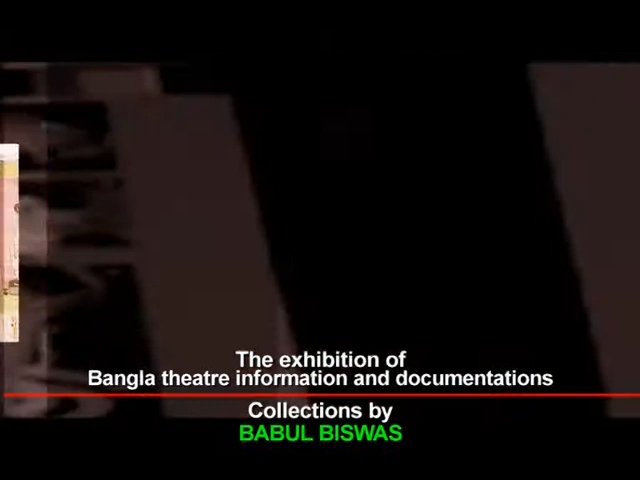 The exhibition of
Bangla theatre information and documentations
Collections by
BABUL BISWAS